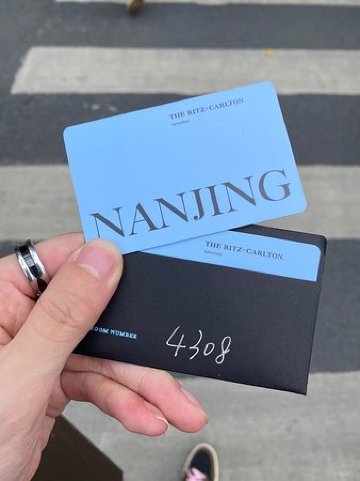 THE RITZ-CARLTON
NANJING
NANJING
THE RITZ-CARLTON
NANJING
ROOM NUMBER
4308